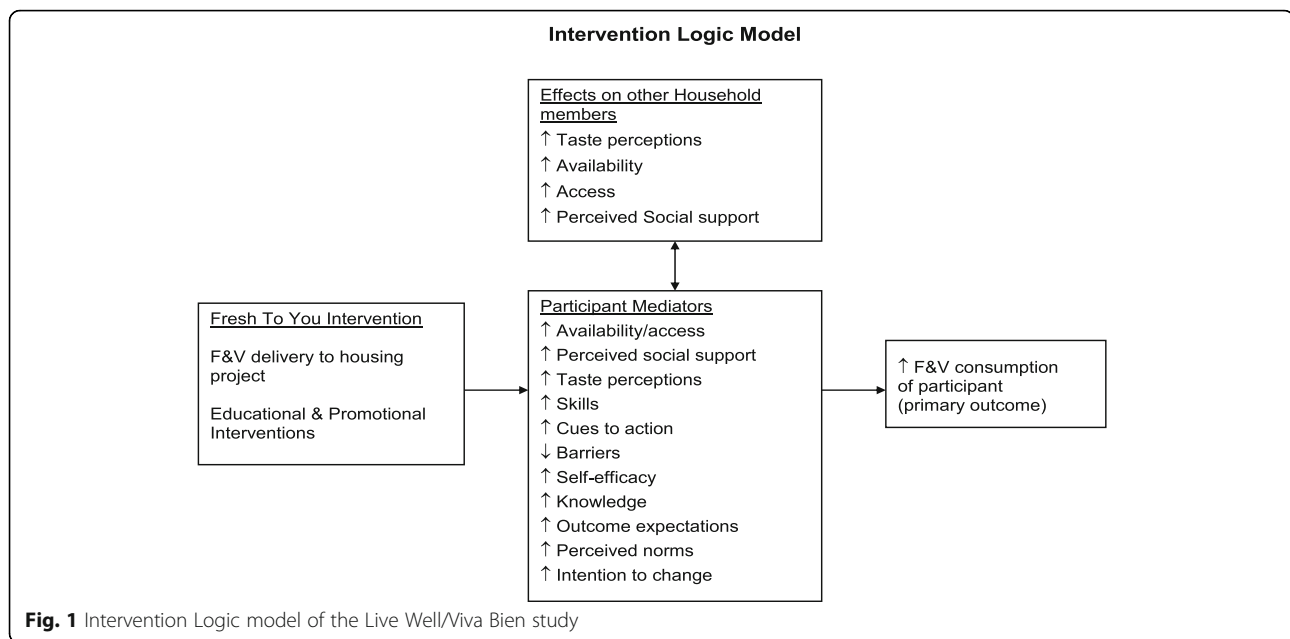 Intervention Logic Model
Effects on other Household
members
↑ Taste perceptions
↑ Availability
↑ Access
↑ Perceived Social support
Fresh To You Intervention
F&V delivery to housing
project
Educational & Promotional
Interventions
Participant Mediators
↑ Availability/access
↑ Perceived social support
↑ Taste perceptions
↑ Skills
↑ Cues to action
↓ Barriers
↑ Self-efficacy
↑ Knowledge
↑ Outcome expectations
↑ Perceived norms
↑ Intention to change
↑ F&V consumption
of participant
(primary outcome)
Fig. 1 Intervention Logic model of the Live Well/Viva Bien study